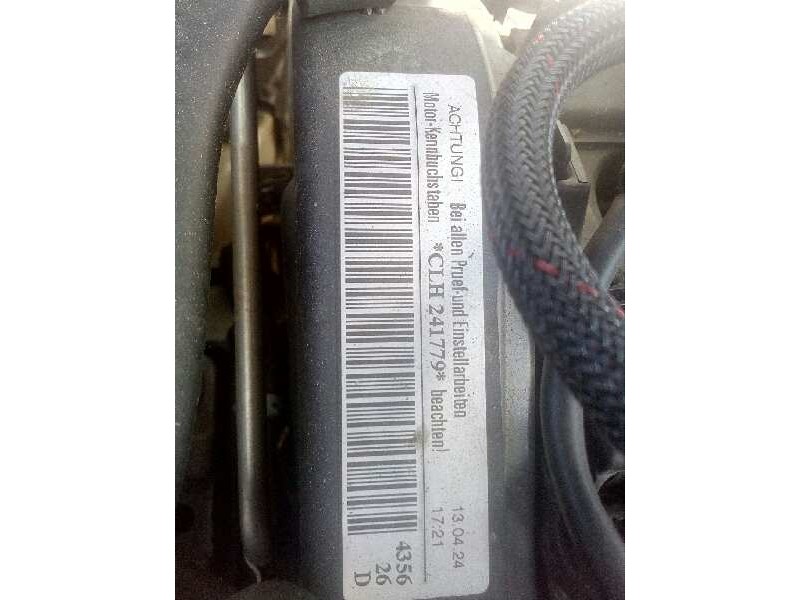 ACHTUNG! Bei allen Pruef-und Einstellarbeiten 13.04.24
Motor-Kennbuchstaben *CLH 241779* beachten! 17:21
4356
26
D